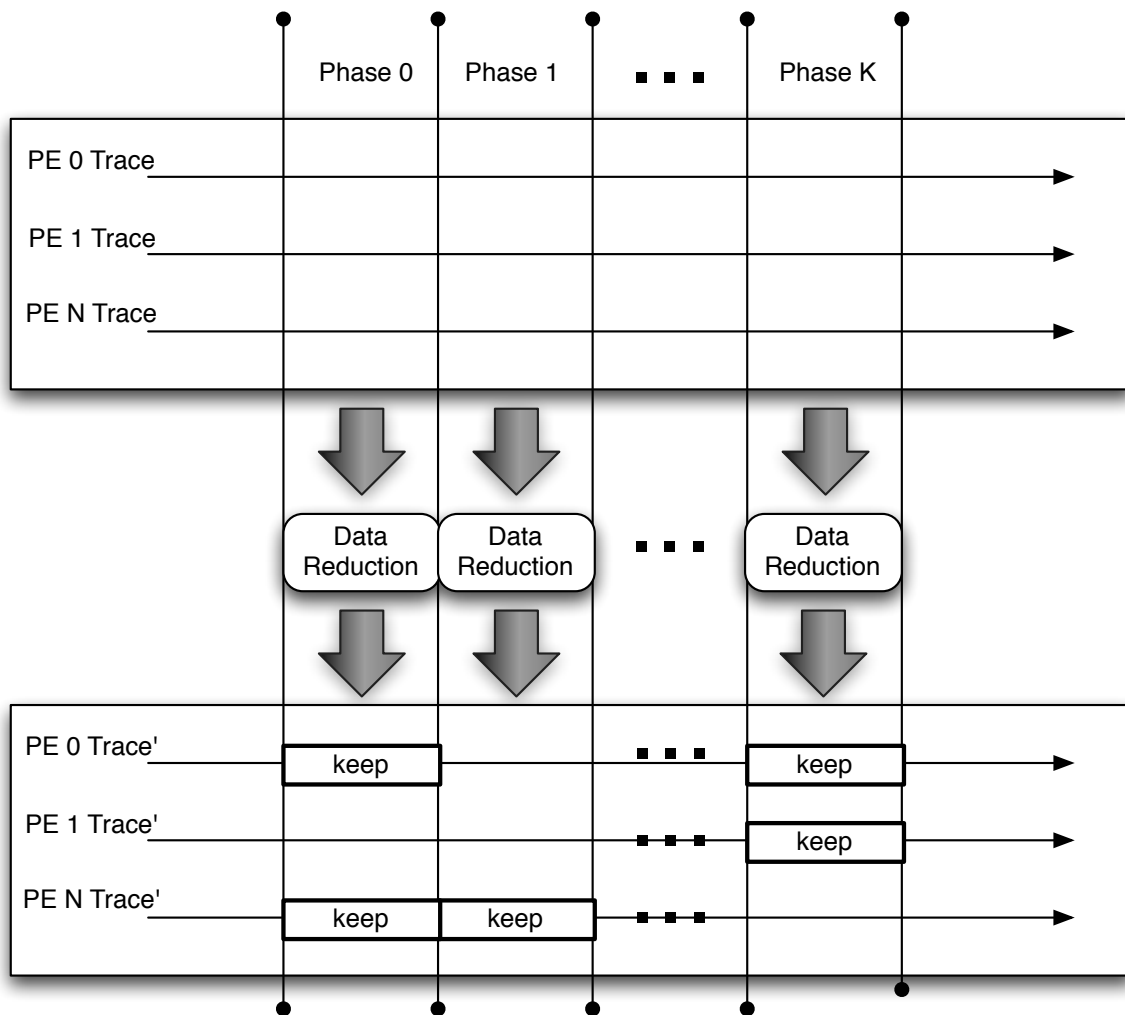 Phase 0 Phase 1 Phase K
PE 0 Trace
PE 1 Trace
PE N Trace
Data Reduction
Data Reduction
Data Reduction
PE 0 Trace'
keep
keep
PE 1 Trace'
keep
PE N Trace'
keep
keep